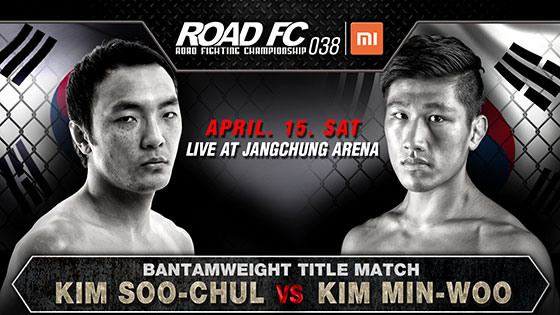 ROAD FC 038 mi
ROAD FIGHTING CHAMPIONSHIP
APRIL. 15. SAT
LIVE AT JANGCHUNG ARENA
BANTAMWEIGHT TITLE MATCH
KIM SOO-CHUL VS KIM MIN-WOO